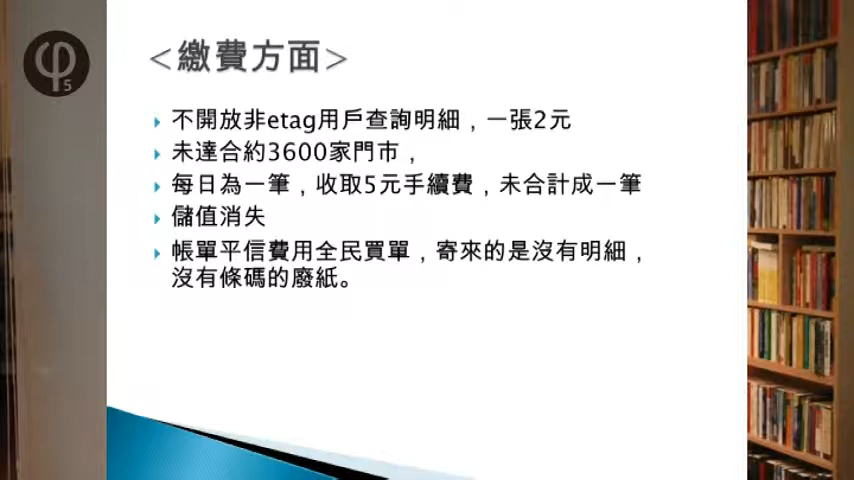 φ5
<繳費方面>
不開放非etag用戶查詢明細，一張2元
未達合約3600家門市，
每日為一筆，收取5元手續費，未合計成一筆
儲值消失
帳單平信費用全民買單，寄來的是沒有明細，
沒有條碼的廢紙。